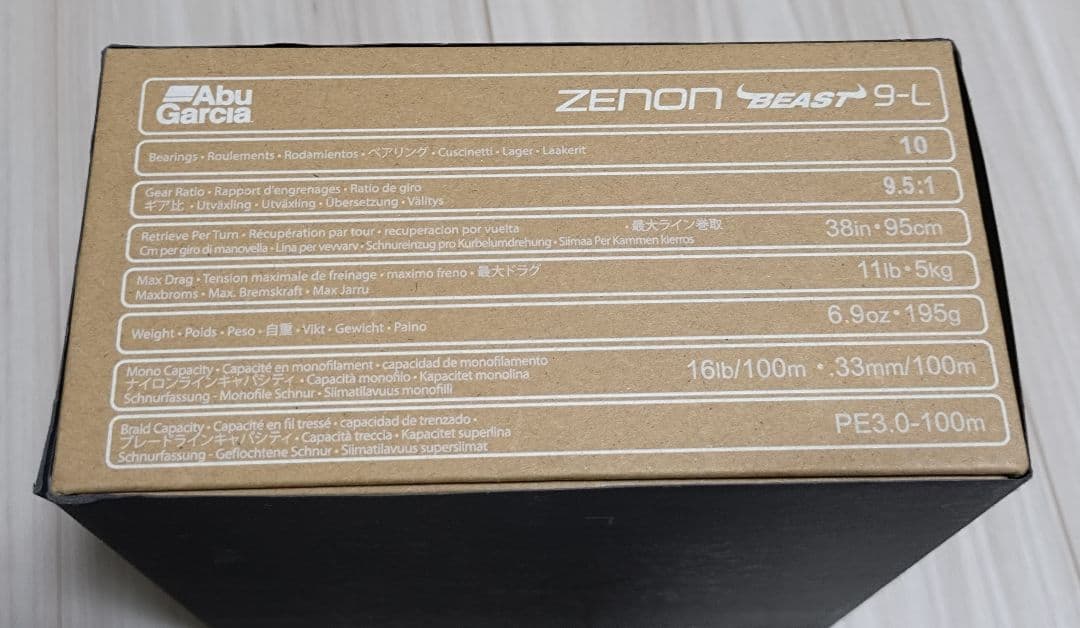 Abu
Garcia
ZENON BEAST 9-L
Bearings • Roulements • Rodamientos • ベアリング • Cuscinetti • Lager • Laakerit
10
Gear Ratio • Rapport d'engrenages • Ratio de giro
ギア比 • Utväxling • Utväxling • Übersetzung • Välitys
9.5:1
Retrieve Per Turn • Récupération par tour • recuperacion por vuelta • 最大ライン巻取
Cm per giro di manovella • Lina per vevvarv • Schnureinzug pro Kurbelumdrehung • Siimaa Per Kammen kierros
38in • 95cm
Max Drag • Tension maximale de freinage • maximo freno • 最大ドラグ
Maxbroms • Max. Bremskraft • Max Jarru
11lb • 5kg
Weight • Poids • Peso • 自重 • Vikt • Gewicht • Paino
6.9oz • 195g
Mono Capacity • Capacité en monofilament • capacidad de monofilamento
ナイロンラインキャパシティ • Capacità monofilo • Kapacitet monolina
Schnurfassung - Monofile Schnur • Siimatilavuus monofiili
16lb/100m • .33mm/100m
Braid Capacity • Capacité en fil tressé • capacidad de trenzado •
ブレードラインキャパシティ • Capacità treccia • Kapacitet superlina
Schnurfassung - Geflochtene Schnur • Siimatilavuus supersiimat
PE3.0-100m